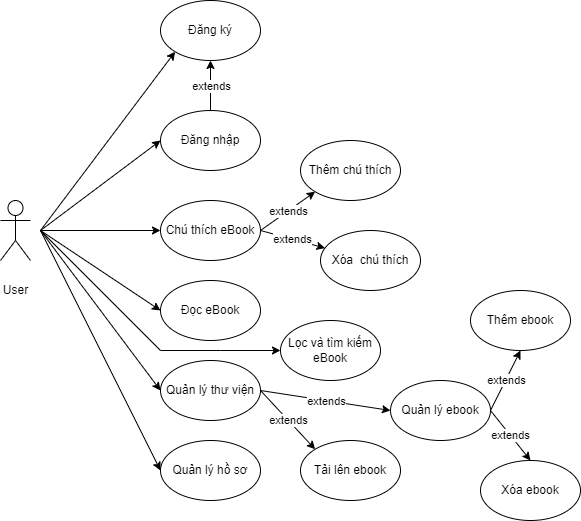 Đăng ký
extends
Đăng nhập
Thêm chú thích
extends
Chú thích eBook
extends
Xóa chú thích
User
Đọc eBook
Thêm ebook
Lọc và tìm kiếm
eBook
extends
Quản lý thư viện
extends
Quản lý ebook
extends
extends
Quản lý hồ sơ
Tải lên ebook
Xóa ebook